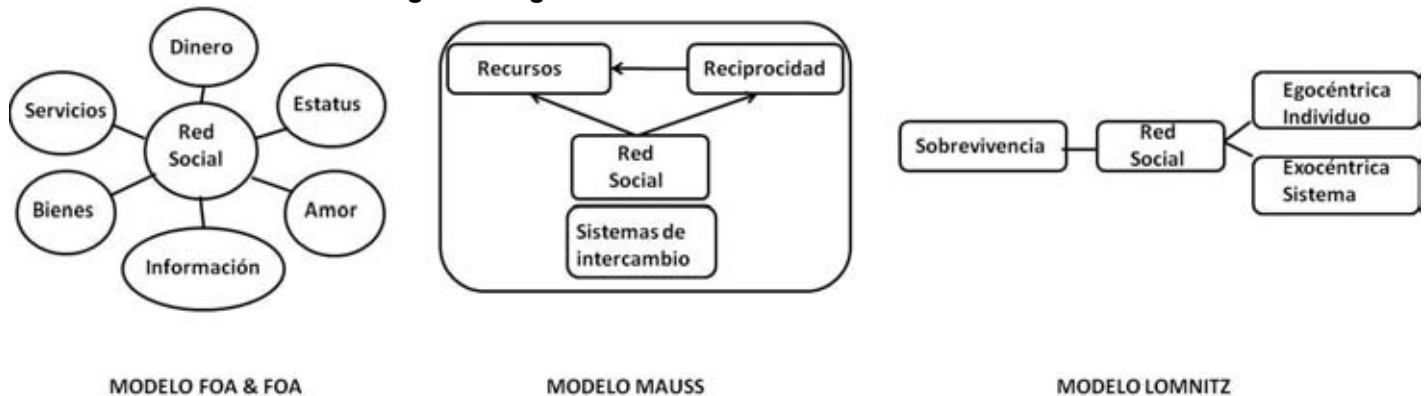 Dinero
Servicios
Estatus
Red
Social
Bienes
Amor
Información
MODELO FOA & FOA
Recursos
Reciprocidad
Red
Social
Sistemas de
intercambio
MODELO MAUSS
Sobrevivencia
Red
Social
Egocéntrica
Individuo
Exocéntrica
Sistema
MODELO LOMNITZ